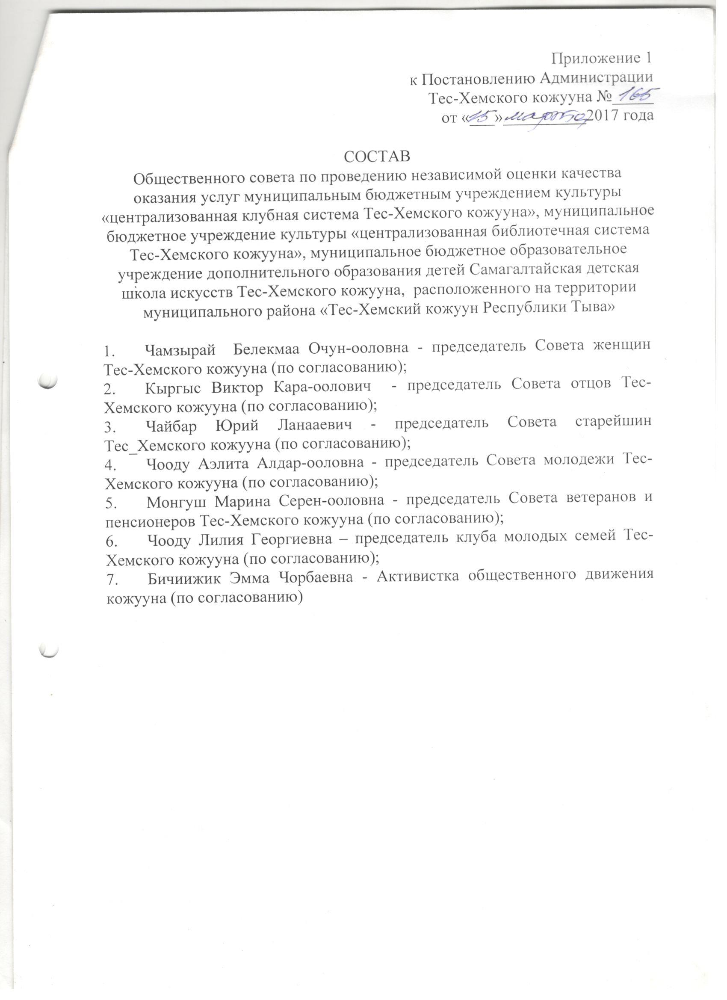 Приложение 1
к Постановлению Администрации
Тес-Хемского кожууна № 165
от «15» марта 2017 года
СОСТАВ
Общественного совета по проведению независимой оценки качества
оказания услуг муниципальным бюджетным учреждением культуры
«централизованная клубная система Тес-Хемского кожууна», муниципальное
бюджетное учреждение культуры «централизованная библиотечная система
Тес-Хемского кожууна», муниципальное бюджетное образовательное
учреждение дополнительного образования детей Самагалтайская детская
школа искусств Тес-Хемского кожууна, расположенного на территории
муниципального района «Тес-Хемский кожуун Республики Тыва»
1. Чамзырай Белекмаа Очун-ооловна - председатель Совета женщин
Тес-Хемского кожууна (по согласованию);
2. Кыргыс Виктор Кара-оолович - председатель Совета отцов Тес-
Хемского кожууна (по согласованию);
3. Чайбар Юрий Ланааевич - председатель Совета старейшин
Тес_Хемского кожууна (по согласованию);
4. Чооду Аэлита Алдар-ооловна - председатель Совета молодежи Тес-
Хемского кожууна (по согласованию);
5. Монгуш Марина Серен-ооловна - председатель Совета ветеранов и
пенсионеров Тес-Хемского кожууна (по согласованию);
6. Чооду Лилия Георгиевна – председатель клуба молодых семей Тес-
Хемского кожууна (по согласованию);
7. Бичиижик Эмма Чорбаевна - Активистка общественного движения
кожууна (по согласованию)